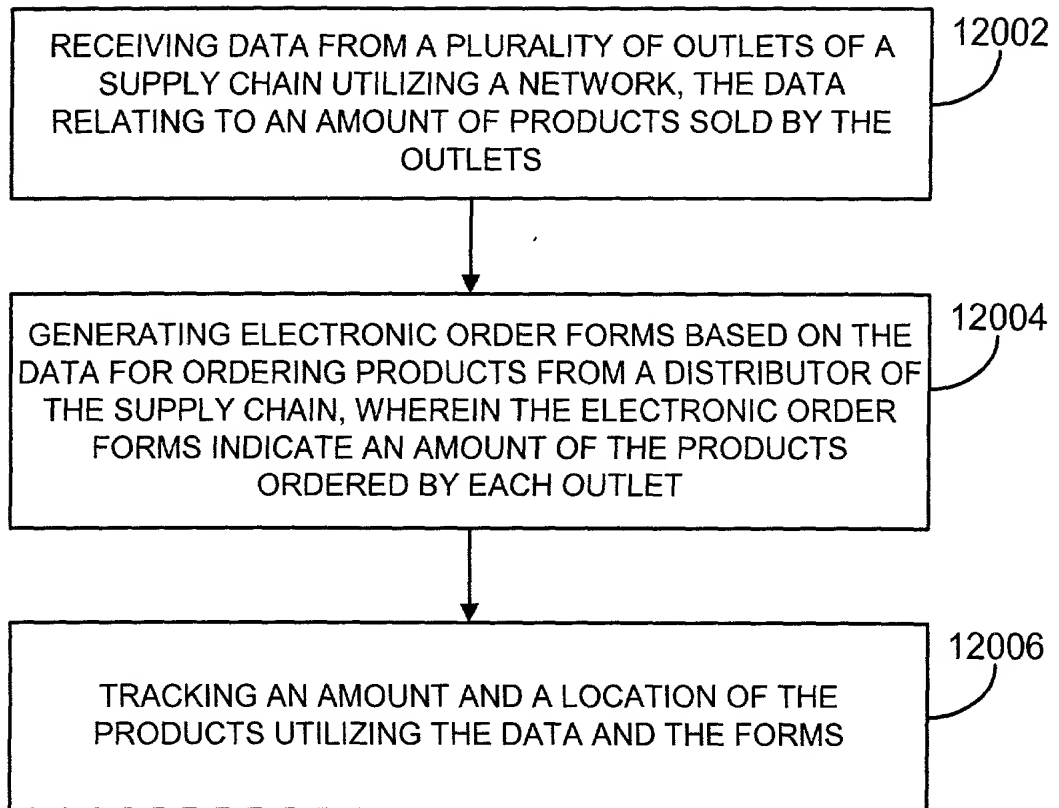 RECEIVING DATA FROM A PLURALITY OF OUTLETS OF A
SUPPLY CHAIN UTILIZING A NETWORK, THE DATA
RELATING TO AN AMOUNT OF PRODUCTS SOLD BY THE
OUTLETS
12002
GENERATING ELECTRONIC ORDER FORMS BASED ON THE
DATA FOR ORDERING PRODUCTS FROM A DISTRIBUTOR OF
THE SUPPLY CHAIN, WHEREIN THE ELECTRONIC ORDER
FORMS INDICATE AN AMOUNT OF THE PRODUCTS
ORDERED BY EACH OUTLET
12004
TRACKING AN AMOUNT AND A LOCATION OF THE
PRODUCTS UTILIZING THE DATA AND THE FORMS
12006